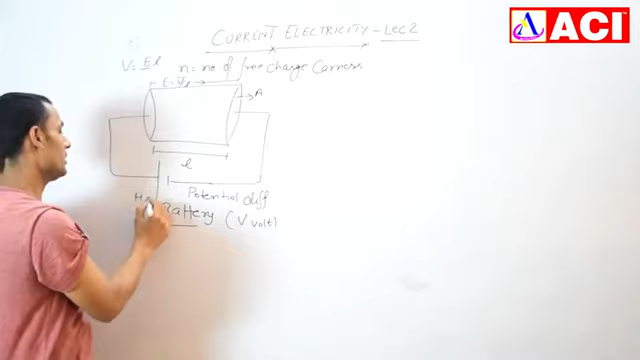 CURRENT ELECTRICITY - Lec 2
ACI
V = El n = no of free charge Carriers
E = V/l
A
l
Potential diff
Battery (V volt)